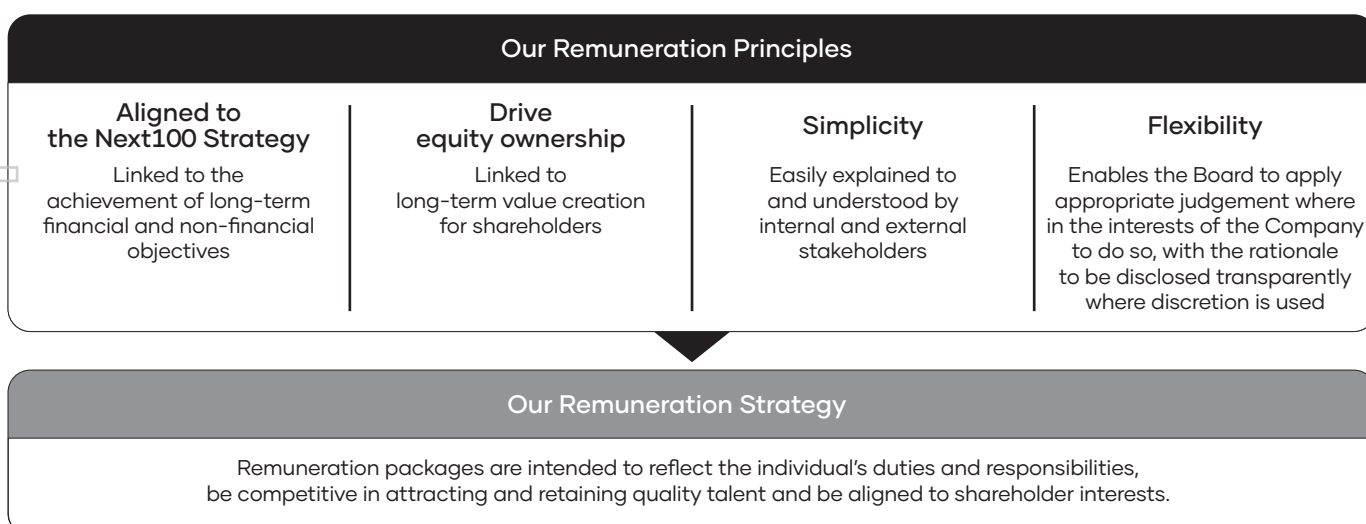 Our Remuneration Principles
Aligned to
the Next100 Strategy
Linked to the
achievement of long-term
financial and non-financial
objectives
Drive
equity ownership
Linked to
long-term value creation
for shareholders
Simplicity
Easily explained to
and understood by
internal and external
stakeholders
Flexibility
Enables the Board to apply
appropriate judgement where
in the interests of the Company
to do so, with the rationale
to be disclosed transparently
where discretion is used
Our Remuneration Strategy
Remuneration packages are intended to reflect the individual’s duties and responsibilities,
be competitive in attracting and retaining quality talent and be aligned to shareholder interests.